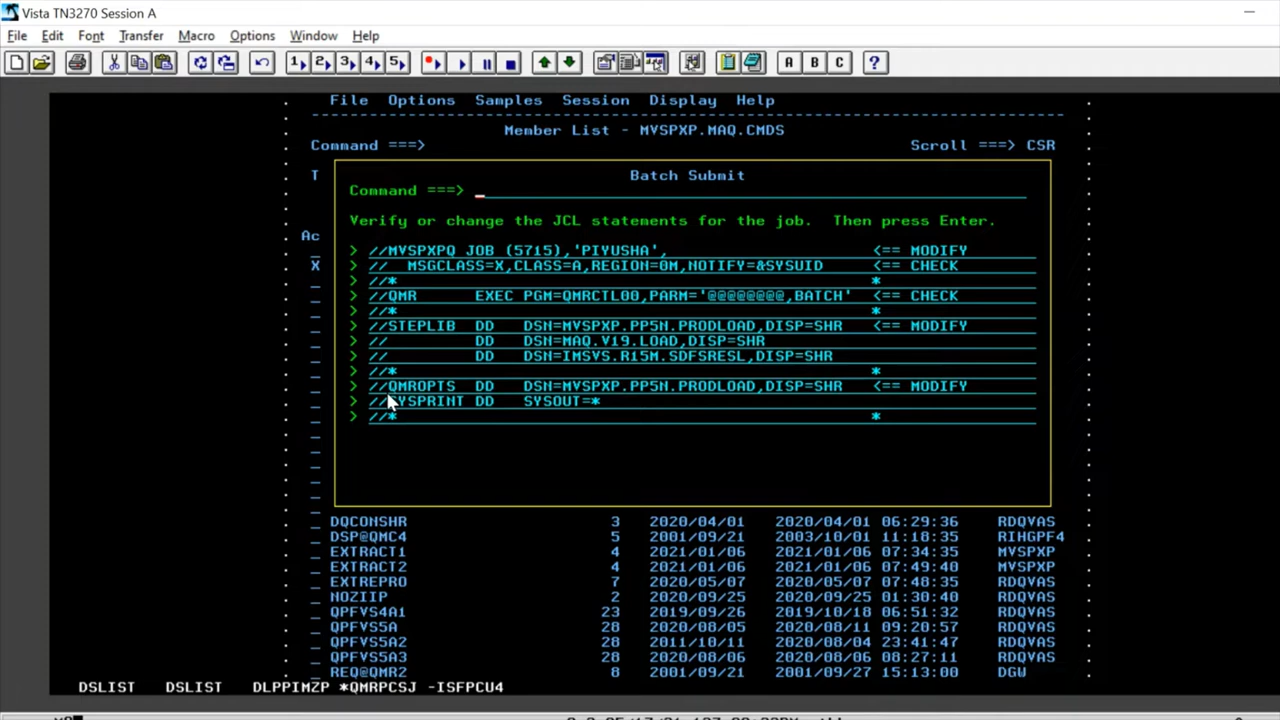 Vista TN3270 Session A
File Edit Font Transfer Macro Options Window Help
1 2 3 4 5 A B C ?
File Options Samples Session Display Help
Member List - MVSPXP.MAQ.CMDS
Command ===> Scroll ===> CSR
T
Batch Submit
Command ===> _
Verify or change the JCL statements for the job. Then press Enter.
Ac
> //MVSPXPQ JOB (5715),'PIYUSHA', <== MODIFY
X > // MSGCLASS=X,CLASS=A,REGION=0M,NOTIFY=&SYSUID <== CHECK
> //* *
> //QMR EXEC PGM=QMRCTL00,PARM='@@@@@@@@,BATCH' <== CHECK
> //* *
> //STEPLIB DD DSN=MVSPXP.PP5N.PRODLOAD,DISP=SHR <== MODIFY
> // DD DSN=MAQ.V19.LOAD,DISP=SHR
> // DD DSN=IMSVS.R15M.SDFSRESL,DISP=SHR
> //* *
> //QMROPTS DD DSN=MVSPXP.PP5N.PRODLOAD,DISP=SHR <== MODIFY
> //SYSPRINT DD SYSOUT=*
> //* *
_ DQCONSHR 3 2020/04/01 2020/04/01 06:29:36 RDQVAS
_ DSP@QMC4 5 2001/09/21 2003/10/01 11:18:35 RIHGPF4
_ EXTRACT1 4 2021/01/06 2021/01/06 07:34:35 MVSPXP
_ EXTRACT2 4 2021/01/06 2021/01/06 07:49:40 MVSPXP
_ EXTREPRO 7 2020/05/07 2020/05/07 07:40:35 RDQVAS
_ NOZIIP 2 2020/09/25 2020/09/25 01:30:40 RDQVAS
_ QPFVS4A1 23 2019/09/26 2019/10/18 06:51:32 RDQVAS
_ QPFVS5A 28 2020/08/05 2020/08/11 09:20:57 RDQVAS
_ QPFVS5A2 28 2011/10/11 2020/08/04 23:41:47 RDQVAS
_ QPFVS5A3 28 2020/08/06 2020/08/06 08:27:11 RDQVAS
_ REQ@QMR2 8 2001/09/21 2001/09/27 15:13:00 DGW
DSLIST DSLIST DLPPIMZP *QMRPCSJ -ISFPCU4